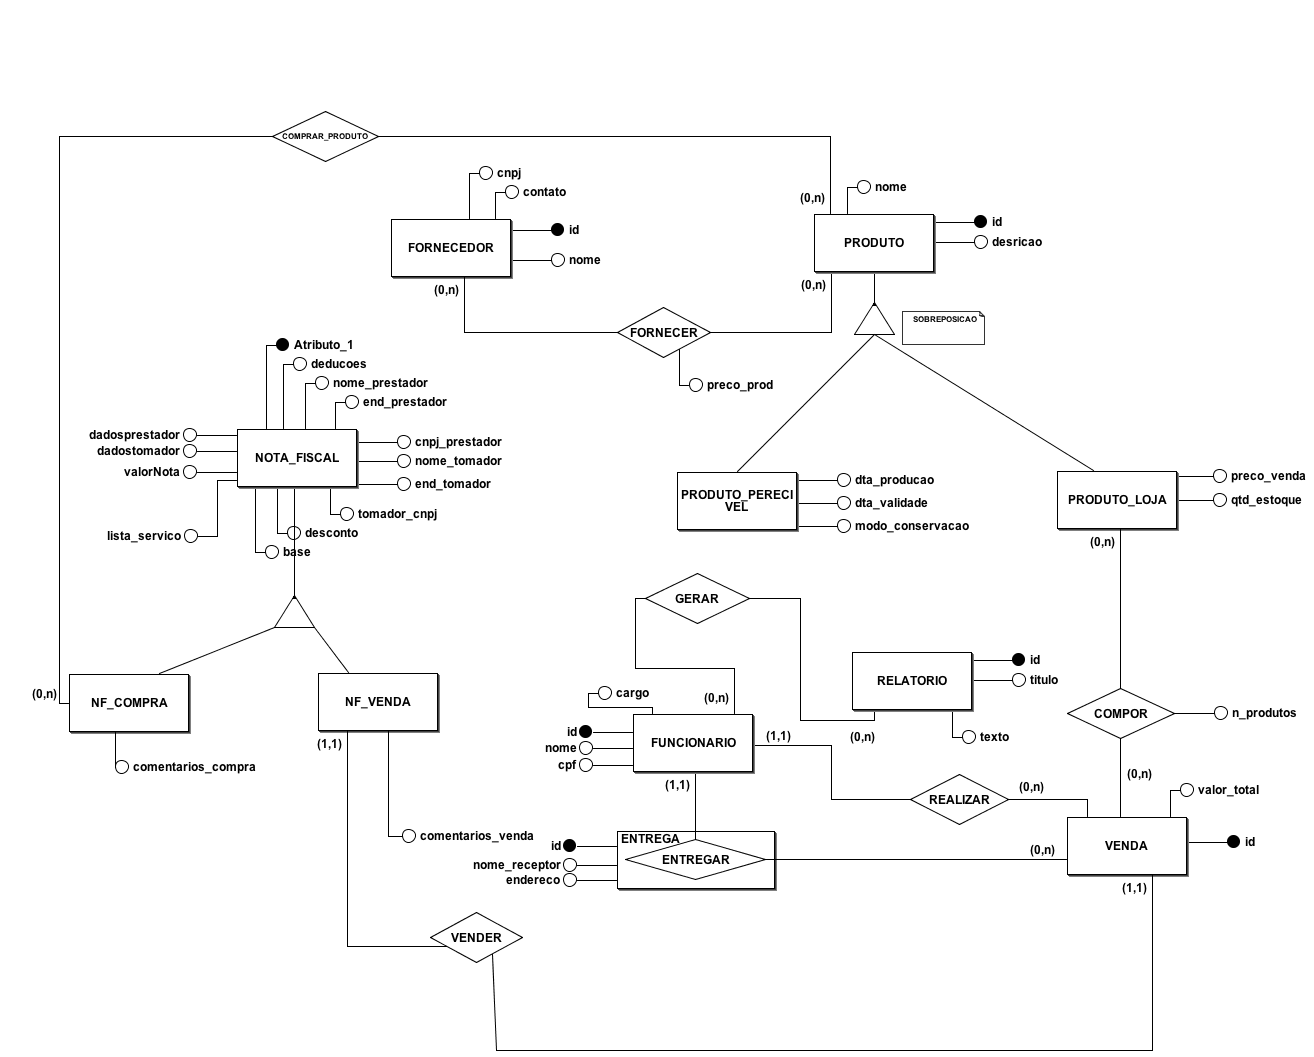 COMPRAR_PRODUTO
cnpj
contato
FORNECEDOR
id
nome
(0,n)
(0,n)
nome
PRODUTO
id
desricao
(0,n)
SOBREPOSICAO
FORNECER
preco_prod
Atributo_1
deducoes
nome_prestador
end_prestador
dadosprestador
dadostomador
valorNota
NOTA_FISCAL
cnpj_prestador
nome_tomador
end_tomador
tomador_cnpj
lista_servico
desconto
base
PRODUTO_PERECI
VEL
dta_producao
dta_validade
modo_conservacao
PRODUTO_LOJA
preco_venda
qtd_estoque
(0,n)
GERAR
(0,n)
NF_COMPRA
NF_VENDA
(1,1)
comentarios_compra
comentarios_venda
cargo
(0,n)
id
nome
cpf
FUNCIONARIO
(1,1)
(1,1)
RELATORIO
id
titulo
texto
(0,n)
COMPOR
n_produtos
(0,n)
REALIZAR
(0,n)
valor_total
VENDA
id
(0,n)
(1,1)
ENTREGA
ENTREGAR
id
nome_receptor
endereco
VENDER